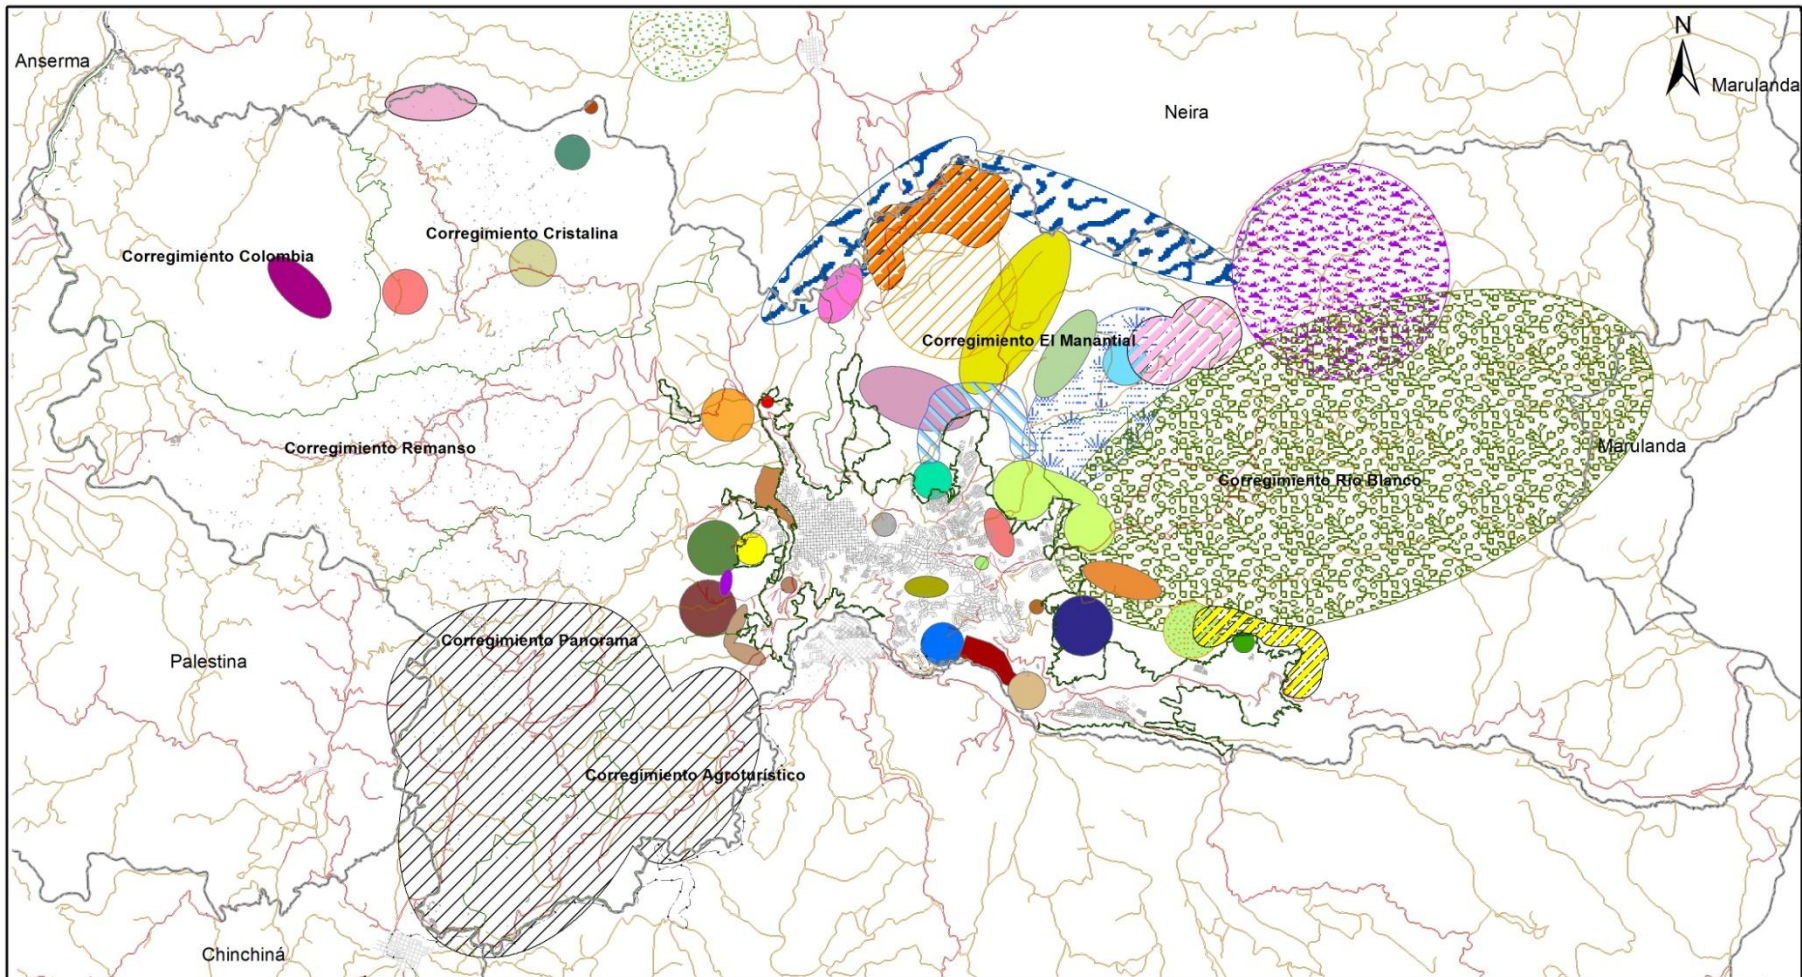 N
Anserma
Marulanda
Neira
Corregimiento Cristalina
Corregimiento Colombia
Corregimiento El Manantial
Corregimiento Remanso
Marulanda
Corregimiento Río Blanco
Corregimiento Panorama
Palestina
Corregimiento Agroturístico
Chinchiná